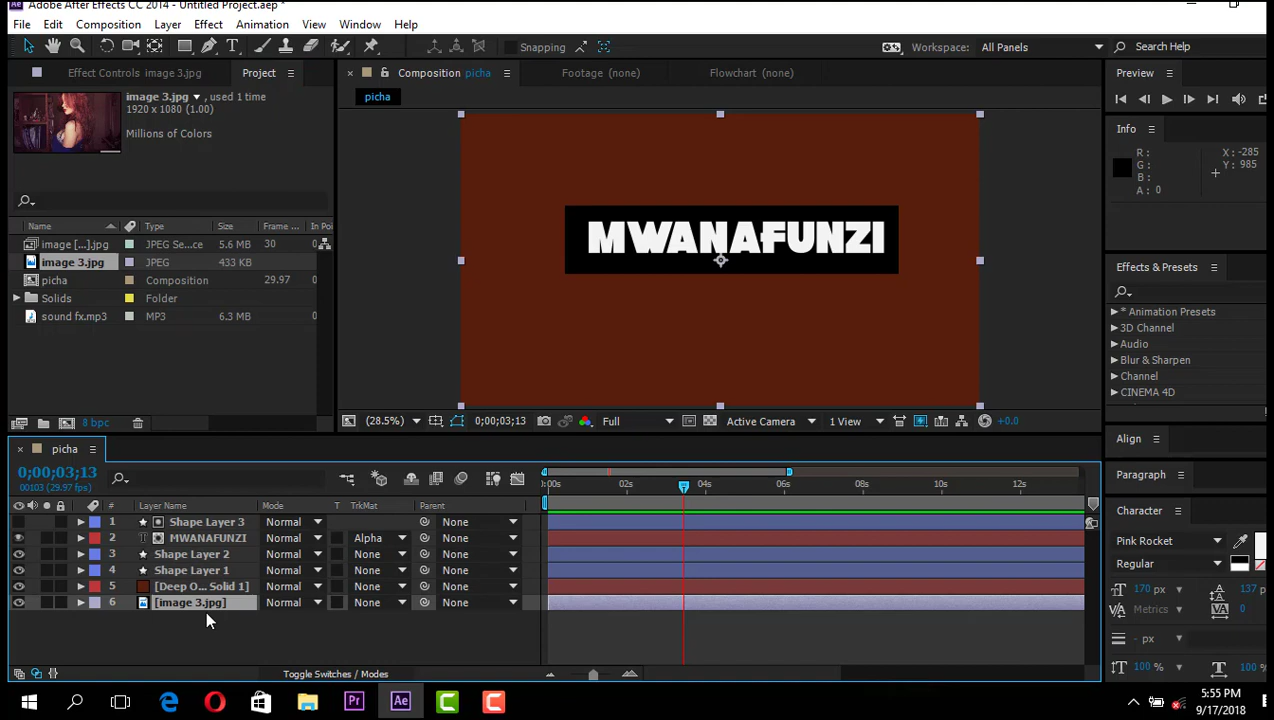 Adobe After Effects CC 2014 - Untitled Project.aep *
File Edit Composition Layer Effect Animation View Window Help
Snapping Workspace: All Panels Search Help
Effect Controls image 3.jpg Project
image 3.jpg , used 1 time
1920 x 1080 (1.00)
Millions of Colors
Name Type Size Frame ... In Poi
image [...].jpg JPEG Se...ce 5.6 MB 30 0
image 3.jpg JPEG 433 KB
picha Composition 29.97 0
Solids Folder
sound fx.mp3 MP3 6.3 MB 0
8 bpc
Composition picha Footage (none) Flowchart (none)
picha
MWANAFUNZI
(28.5%) 0;00;03;13 Full Active Camera 1 View +0.0
Preview
Info
R: X: -285
G: Y: 985
B:
A: 0
Effects & Presets
* Animation Presets
3D Channel
Audio
Blur & Sharpen
Channel
CINEMA 4D
Align
Paragraph
Character
Pink Rocket
Regular
170 px 137
Metrics 0
- px
100 % 100
picha
0;00;03;13
00103 (29.97 fps)
:00s 02s 04s 06s 08s 10s 12s
# Layer Name Mode T TrkMat Parent
1 Shape Layer 3 Normal None
2 MWANAFUNZI Normal Alpha None
3 Shape Layer 2 Normal None None
4 Shape Layer 1 Normal None None
5 [Deep O... Solid 1] Normal None None
6 [image 3.jpg] Normal None None
Toggle Switches / Modes
Pr Ae
5:55 PM
9/17/2018